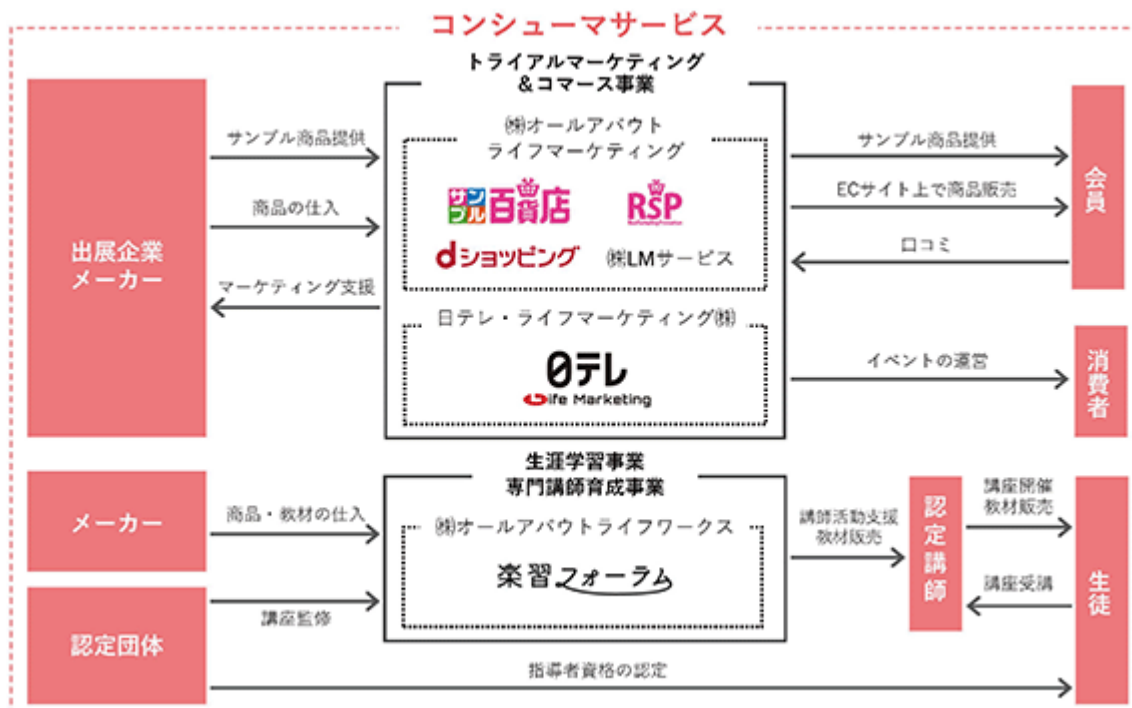 コンシューマサービス
トライアルマーケティング
&コマース事業
出展企業
メーカー
サンプル商品提供
商品の仕入
マーケティング支援
㈱オールアバウト
ライフマーケティング
サンプル百貨店
RSP
dショッピング
㈱LMサービス
日テレ・ライフマーケティング㈱
日テレ
Life Marketing
サンプル商品提供
ECサイト上で商品販売
口コミ
会員
イベントの運営
消費者
生涯学習事業
専門講師育成事業
メーカー
商品・教材の仕入
認定団体
講座監修
㈱オールアバウトライフワークス
楽習フォーラム
講師活動支援
教材販売
認定講師
講座開催
教材販売
講座受講
生徒
指導者資格の認定